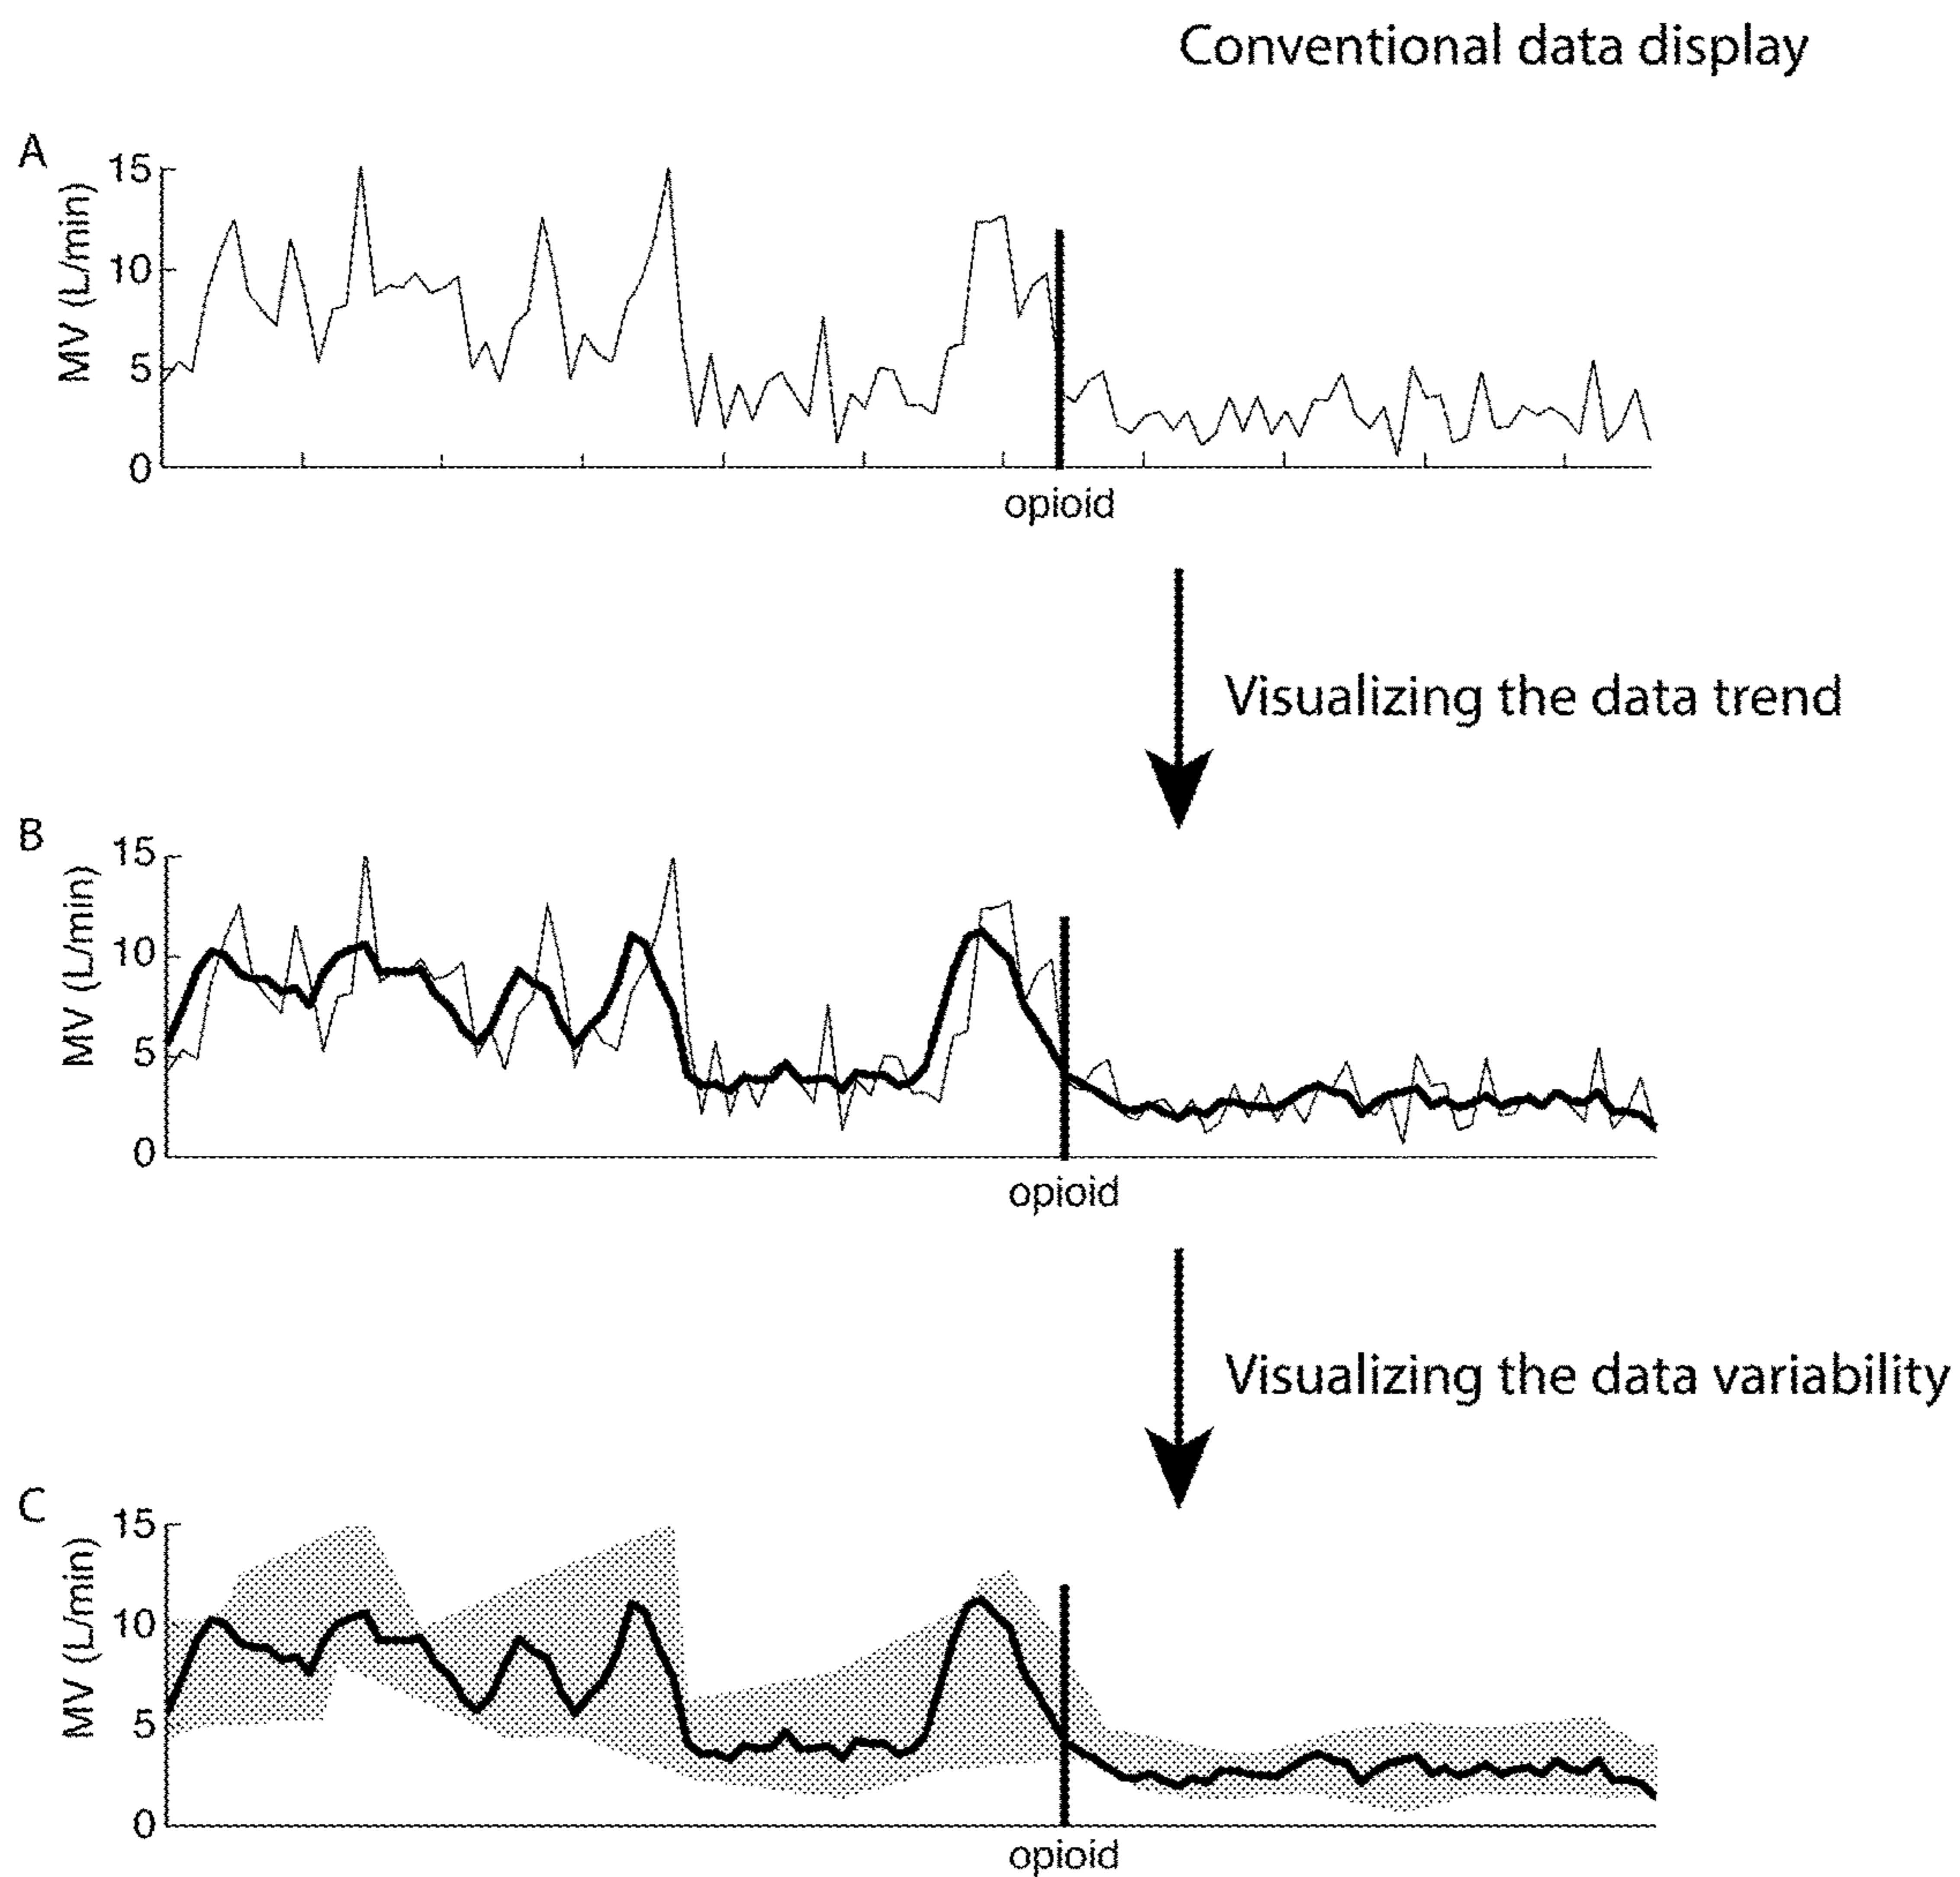 Conventional data display
A
MV (L/min)
15
10
5
0
opioid
Visualizing the data trend
B
MV (L/min)
15
10
5
0
opioid
Visualizing the data variability
C
MV (L/min)
15
10
5
0
opioid